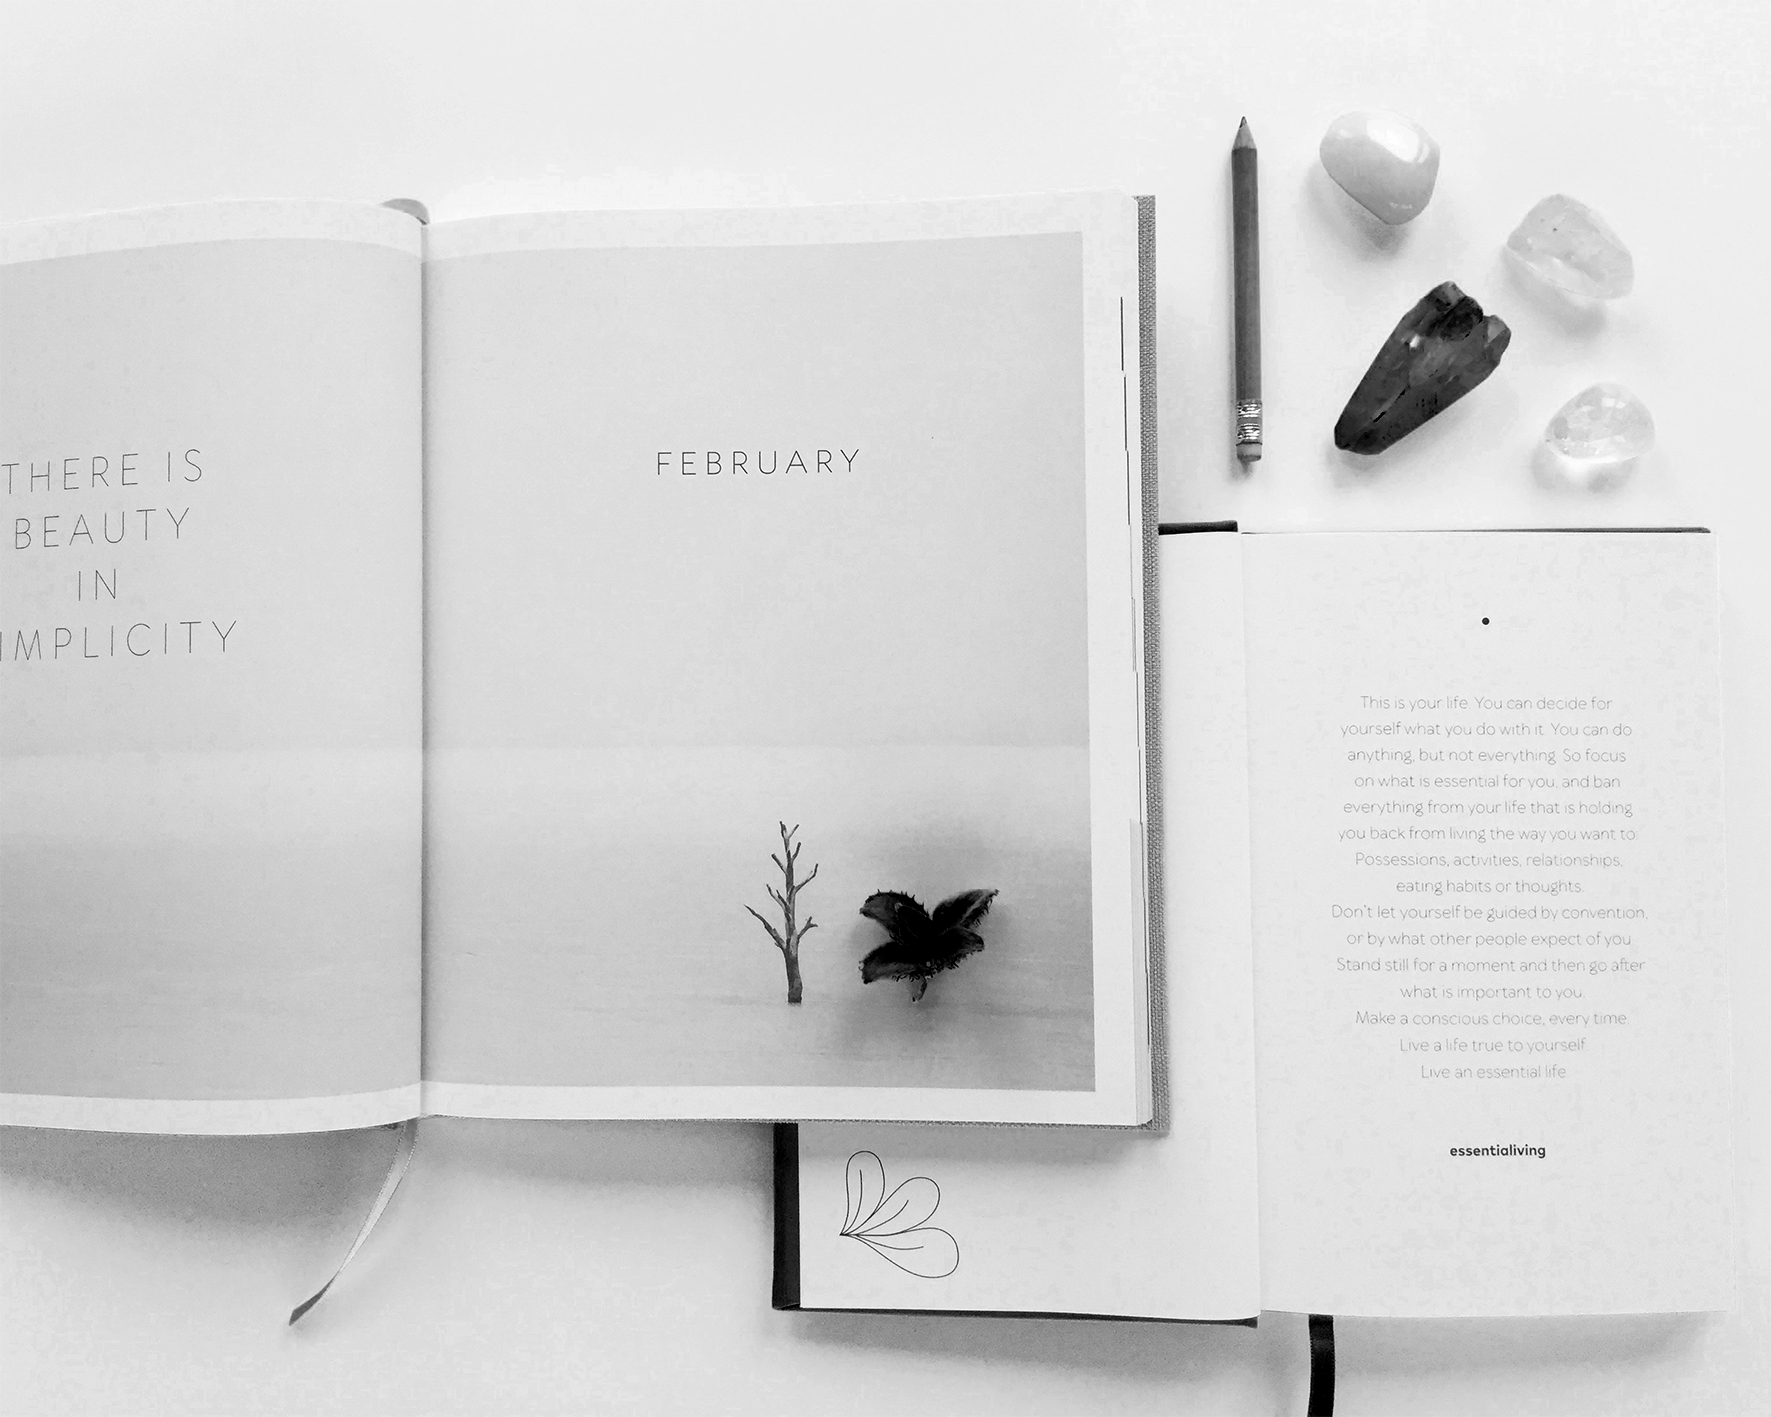 THERE IS
BEAUTY
IN
IMPLICITY
FEBRUARY
This is your life. You can decide for
yourself what you do with it. You can do
anything, but not everything. So focus
on what is essential for you, and ban
everything from your life that is holding
you back from living the way you want to:
Possessions, activities, relationships,
eating habits or thoughts.
Don't let yourself be guided by convention,
or by what other people expect of you.
Stand still for a moment and then go after
what is important to you.
Make a conscious choice, every time.
Live a life true to yourself.
Live an essential life
essentialiving